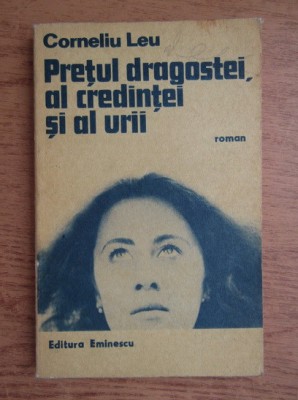 Corneliu Leu
Prețul dragostei,
al credinței
și al urii
roman
Editura Eminescu